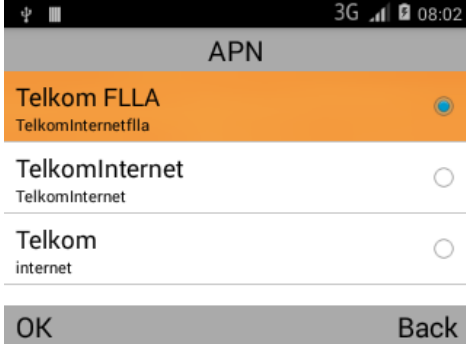 3G 08:02
APN
Telkom FLLA
TelkomInternetflla
TelkomInternet
TelkomInternet
Telkom
internet
OK Back